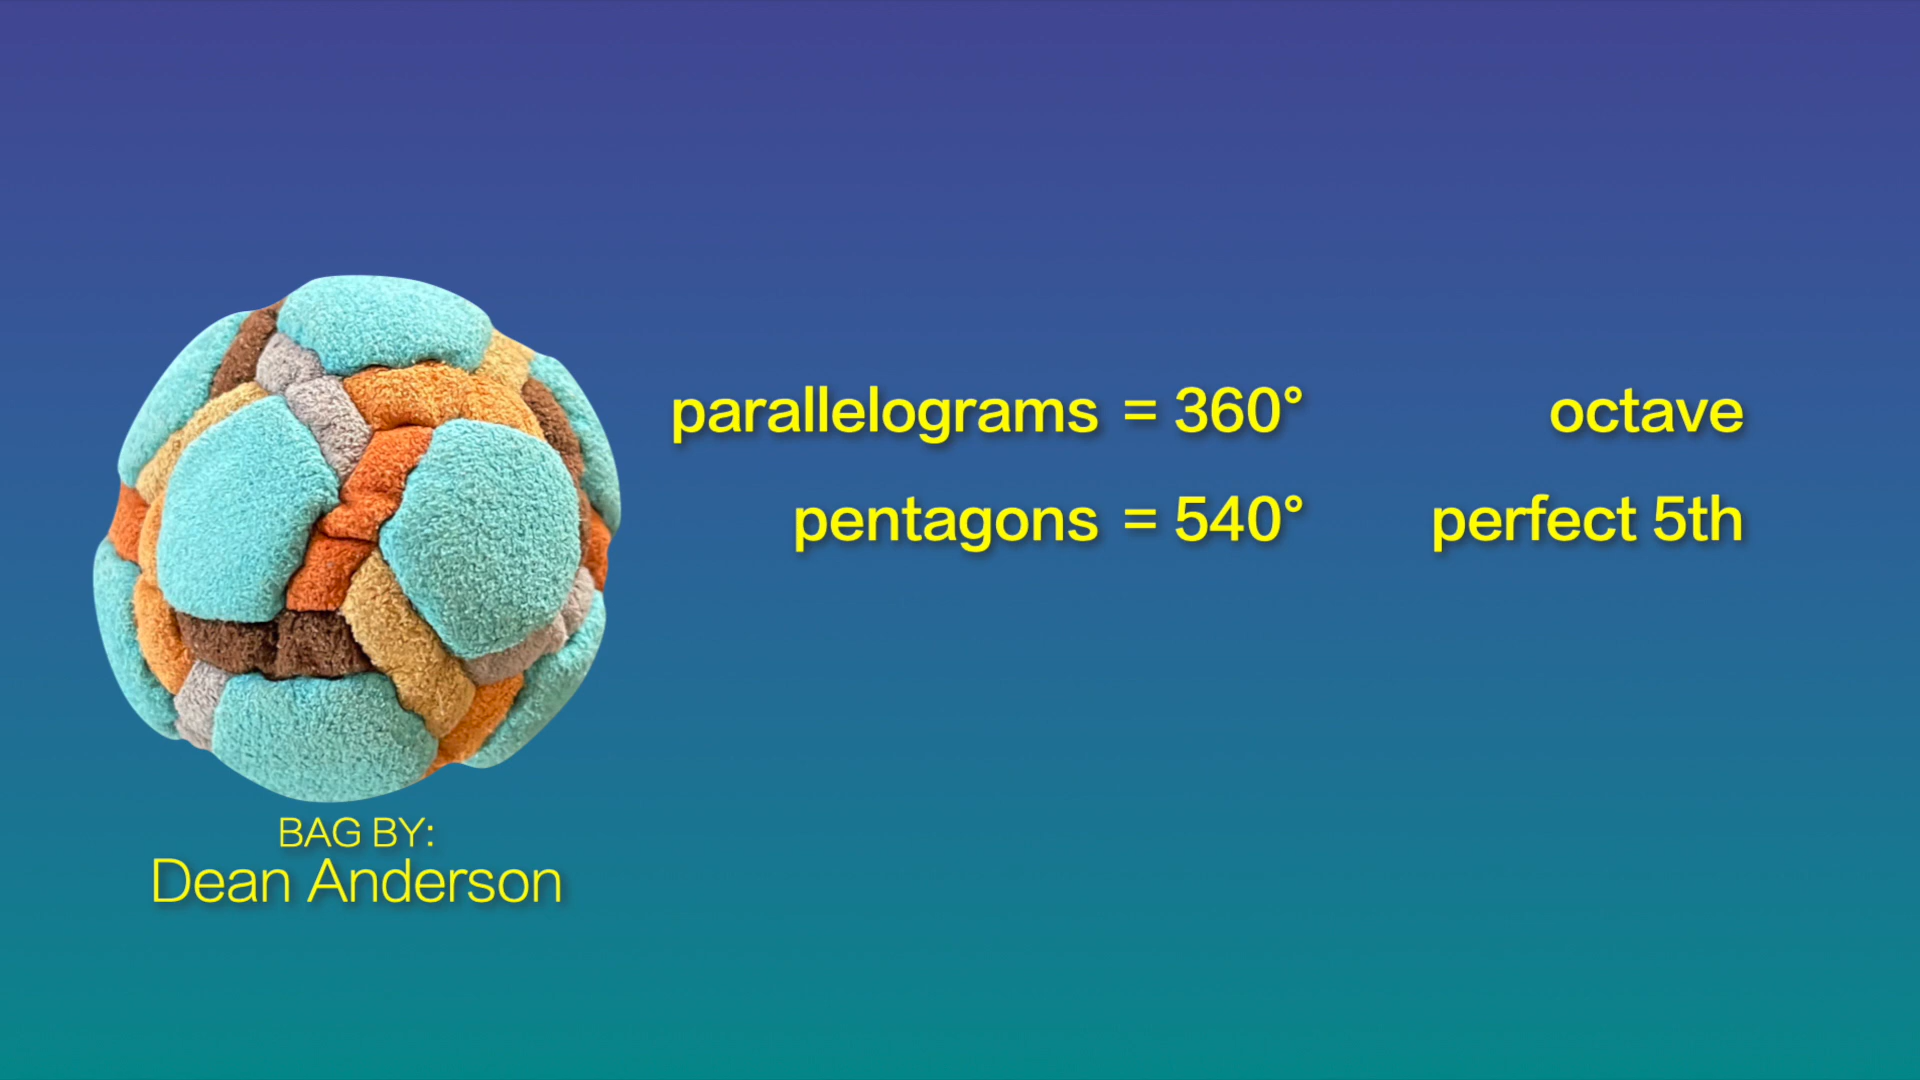 parallelograms = 360° octave
pentagons = 540° perfect 5th
BAG BY:
Dean Anderson